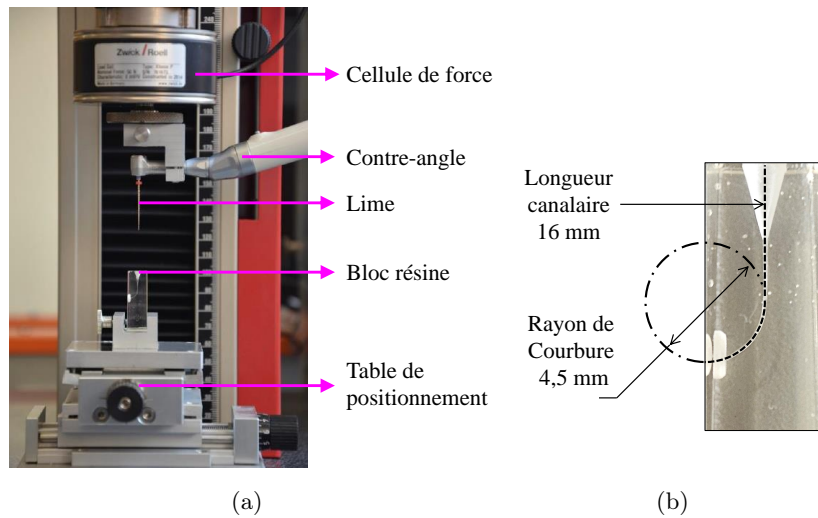 Zwick / Roell
Cellule de force
Contre-angle
Lime
Bloc résine
Table de
positionnement
Longueur
canalaire
16 mm
Rayon de
Courbure
4,5 mm
(a)
(b)